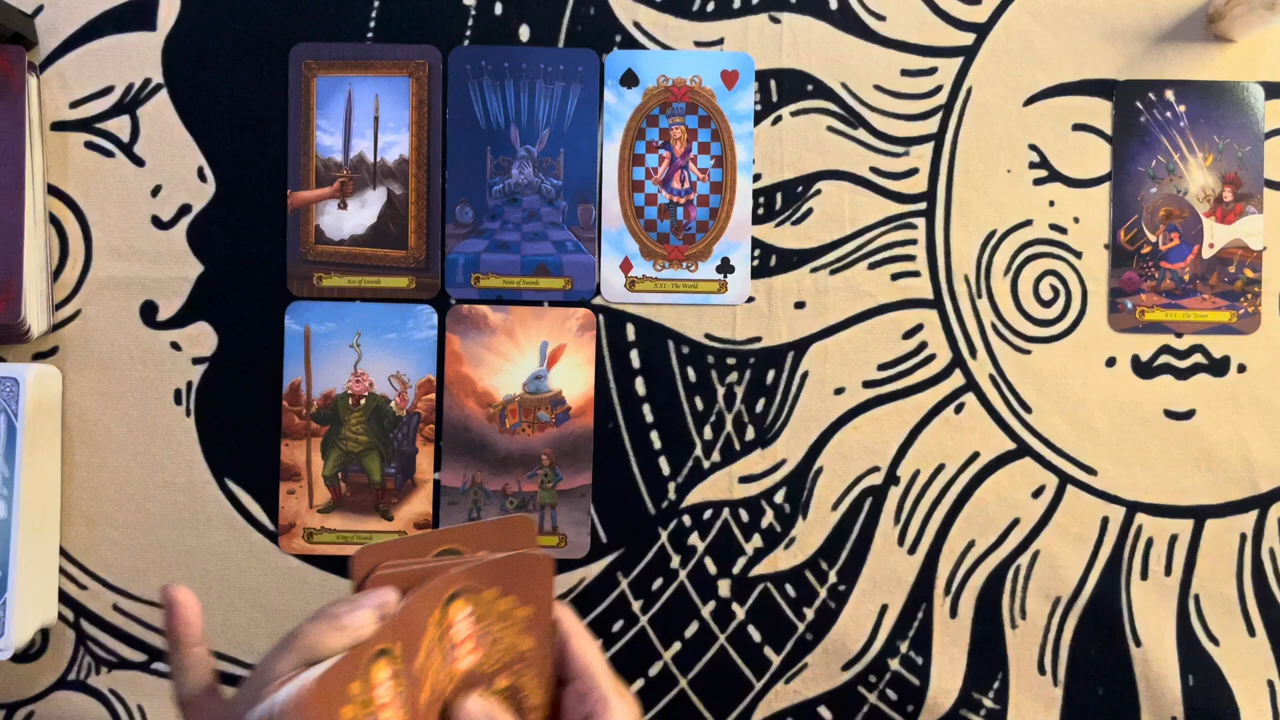 Ace of Swords
Nine of Swords
XXI - The World
XVI - The Tower
King of Wands